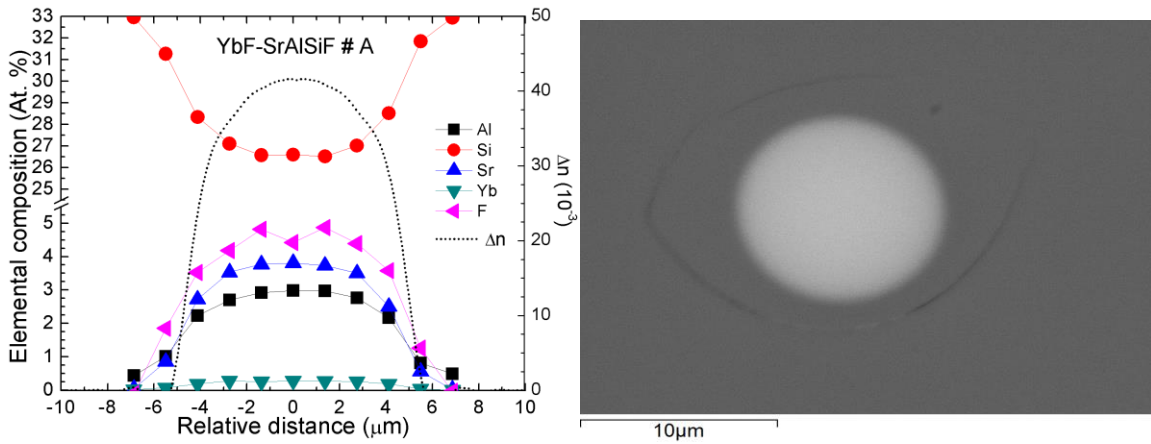 YbF-SrAlSiF # A
Elemental composition (At. %)
33
32
31
30
29
28
27
26
25
5
4
3
2
1
0
50
40
30
20
10
0
Δn (10-3)
Al
Si
Sr
Yb
F
Δn
-10 -8 -6 -4 -2 0 2 4 6 8 10
Relative distance (μm)
10μm